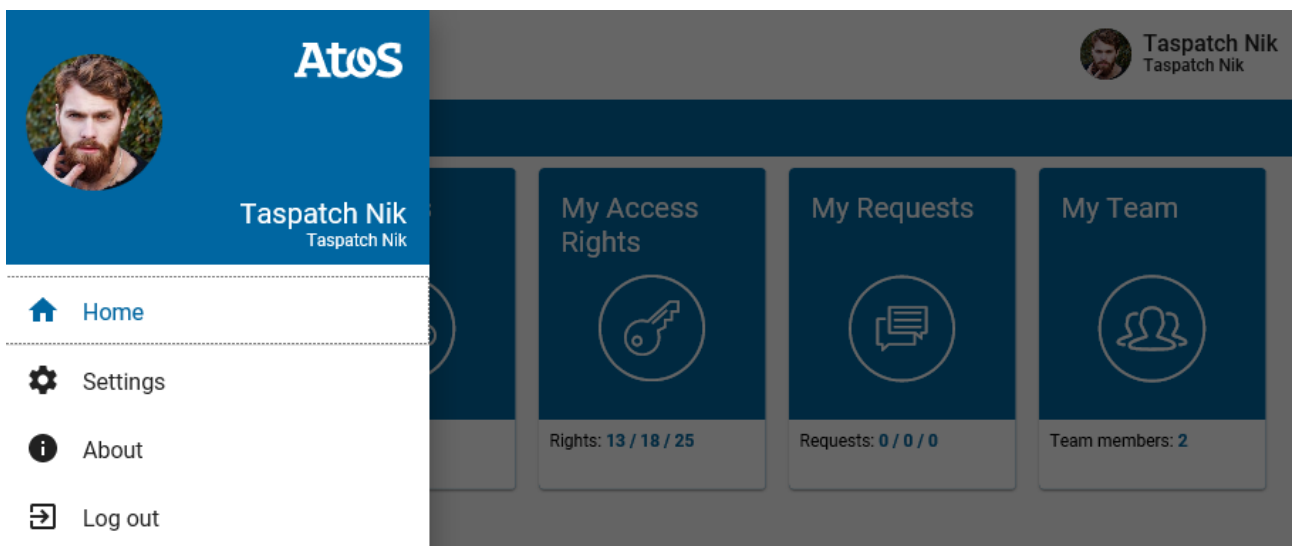 Atos
Taspatch Nik
Taspatch Nik
Home
Settings
About
Log out
Taspatch Nik
Taspatch Nik
My Access
Rights
Rights: 13 / 18 / 25
My Requests
Requests: 0 / 0 / 0
My Team
Team members: 2